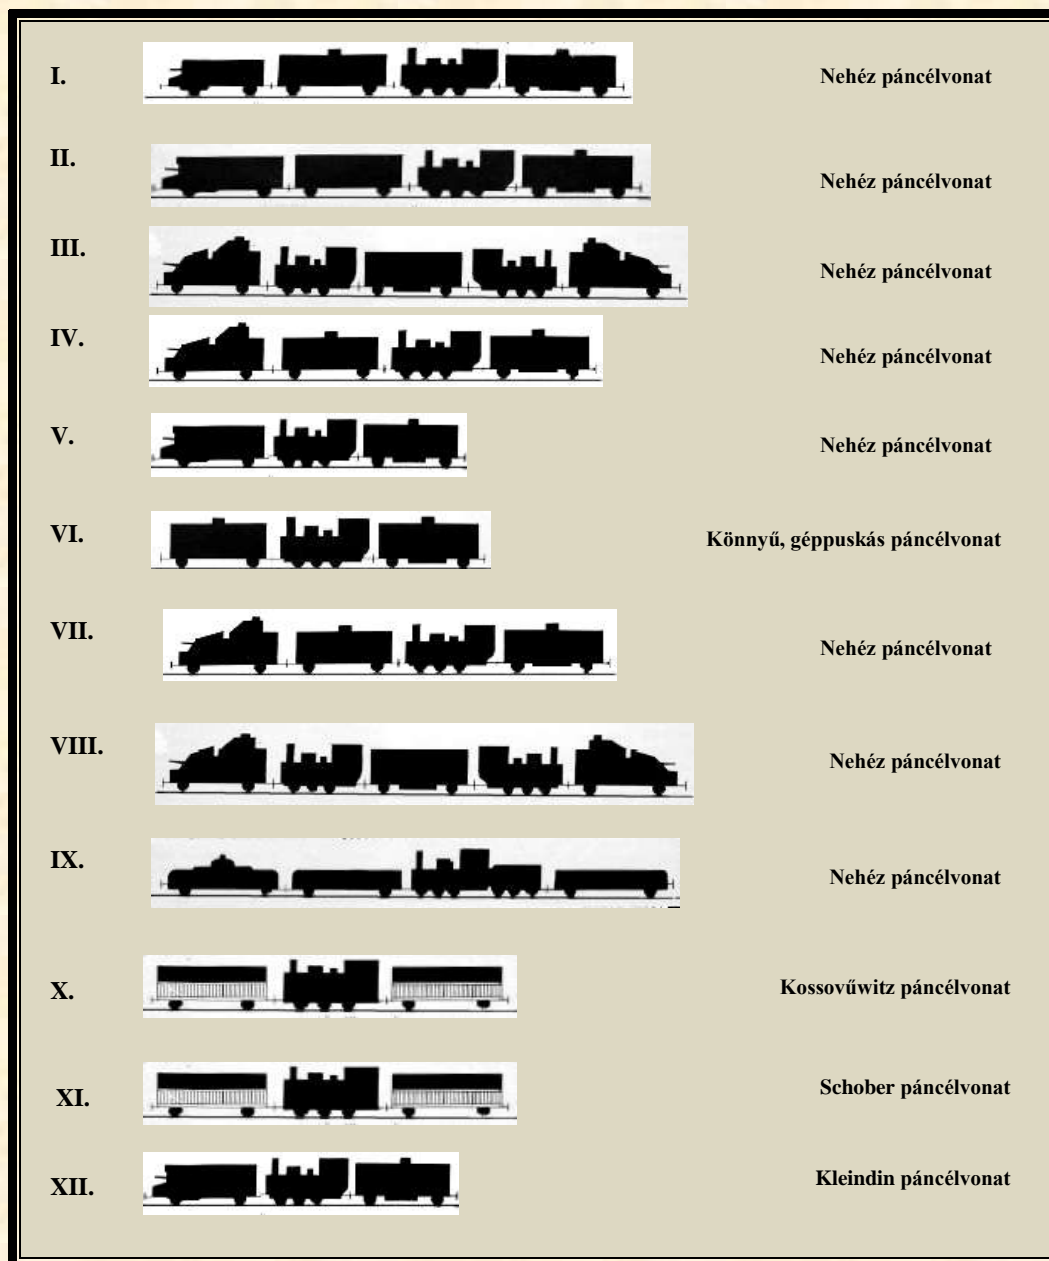 I. Nehéz páncélvonat
II. Nehéz páncélvonat
III. Nehéz páncélvonat
IV. Nehéz páncélvonat
V. Nehéz páncélvonat
VI. Könnyű, géppuskás páncélvonat
VII. Nehéz páncélvonat
VIII. Nehéz páncélvonat
IX. Nehéz páncélvonat
X. Kossovűwitz páncélvonat
XI. Schober páncélvonat
XII. Kleindin páncélvonat